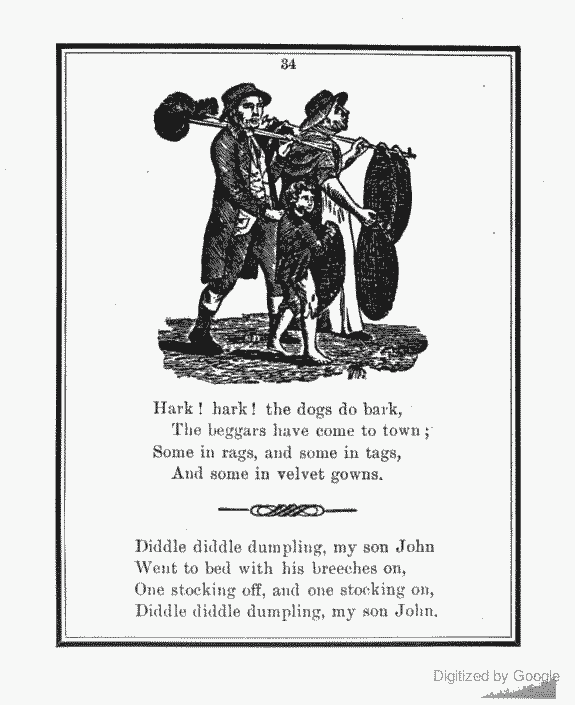 34
Hark! hark! the dogs do bark,
The beggars have come to town;
Some in rags, and some in tags,
And some in velvet gowns.
Diddle diddle dumpling, my son John
Went to bed with his breeches on,
One stocking off, and one stocking on,
Diddle diddle dumpling, my son John.
Digitized by Google